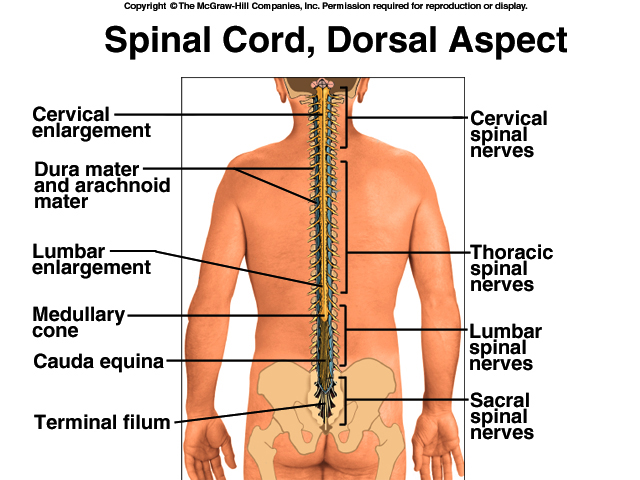 Copyright © The McGraw-Hill Companies, Inc. Permission required for reproduction or display.
Spinal Cord, Dorsal Aspect
Cervical
enlargement
Dura mater
and arachnoid
mater
Lumbar
enlargement
Medullary
cone
Cauda equina
Terminal filum
Cervical
spinal
nerves
Thoracic
spinal
nerves
Lumbar
spinal
nerves
Sacral
spinal
nerves